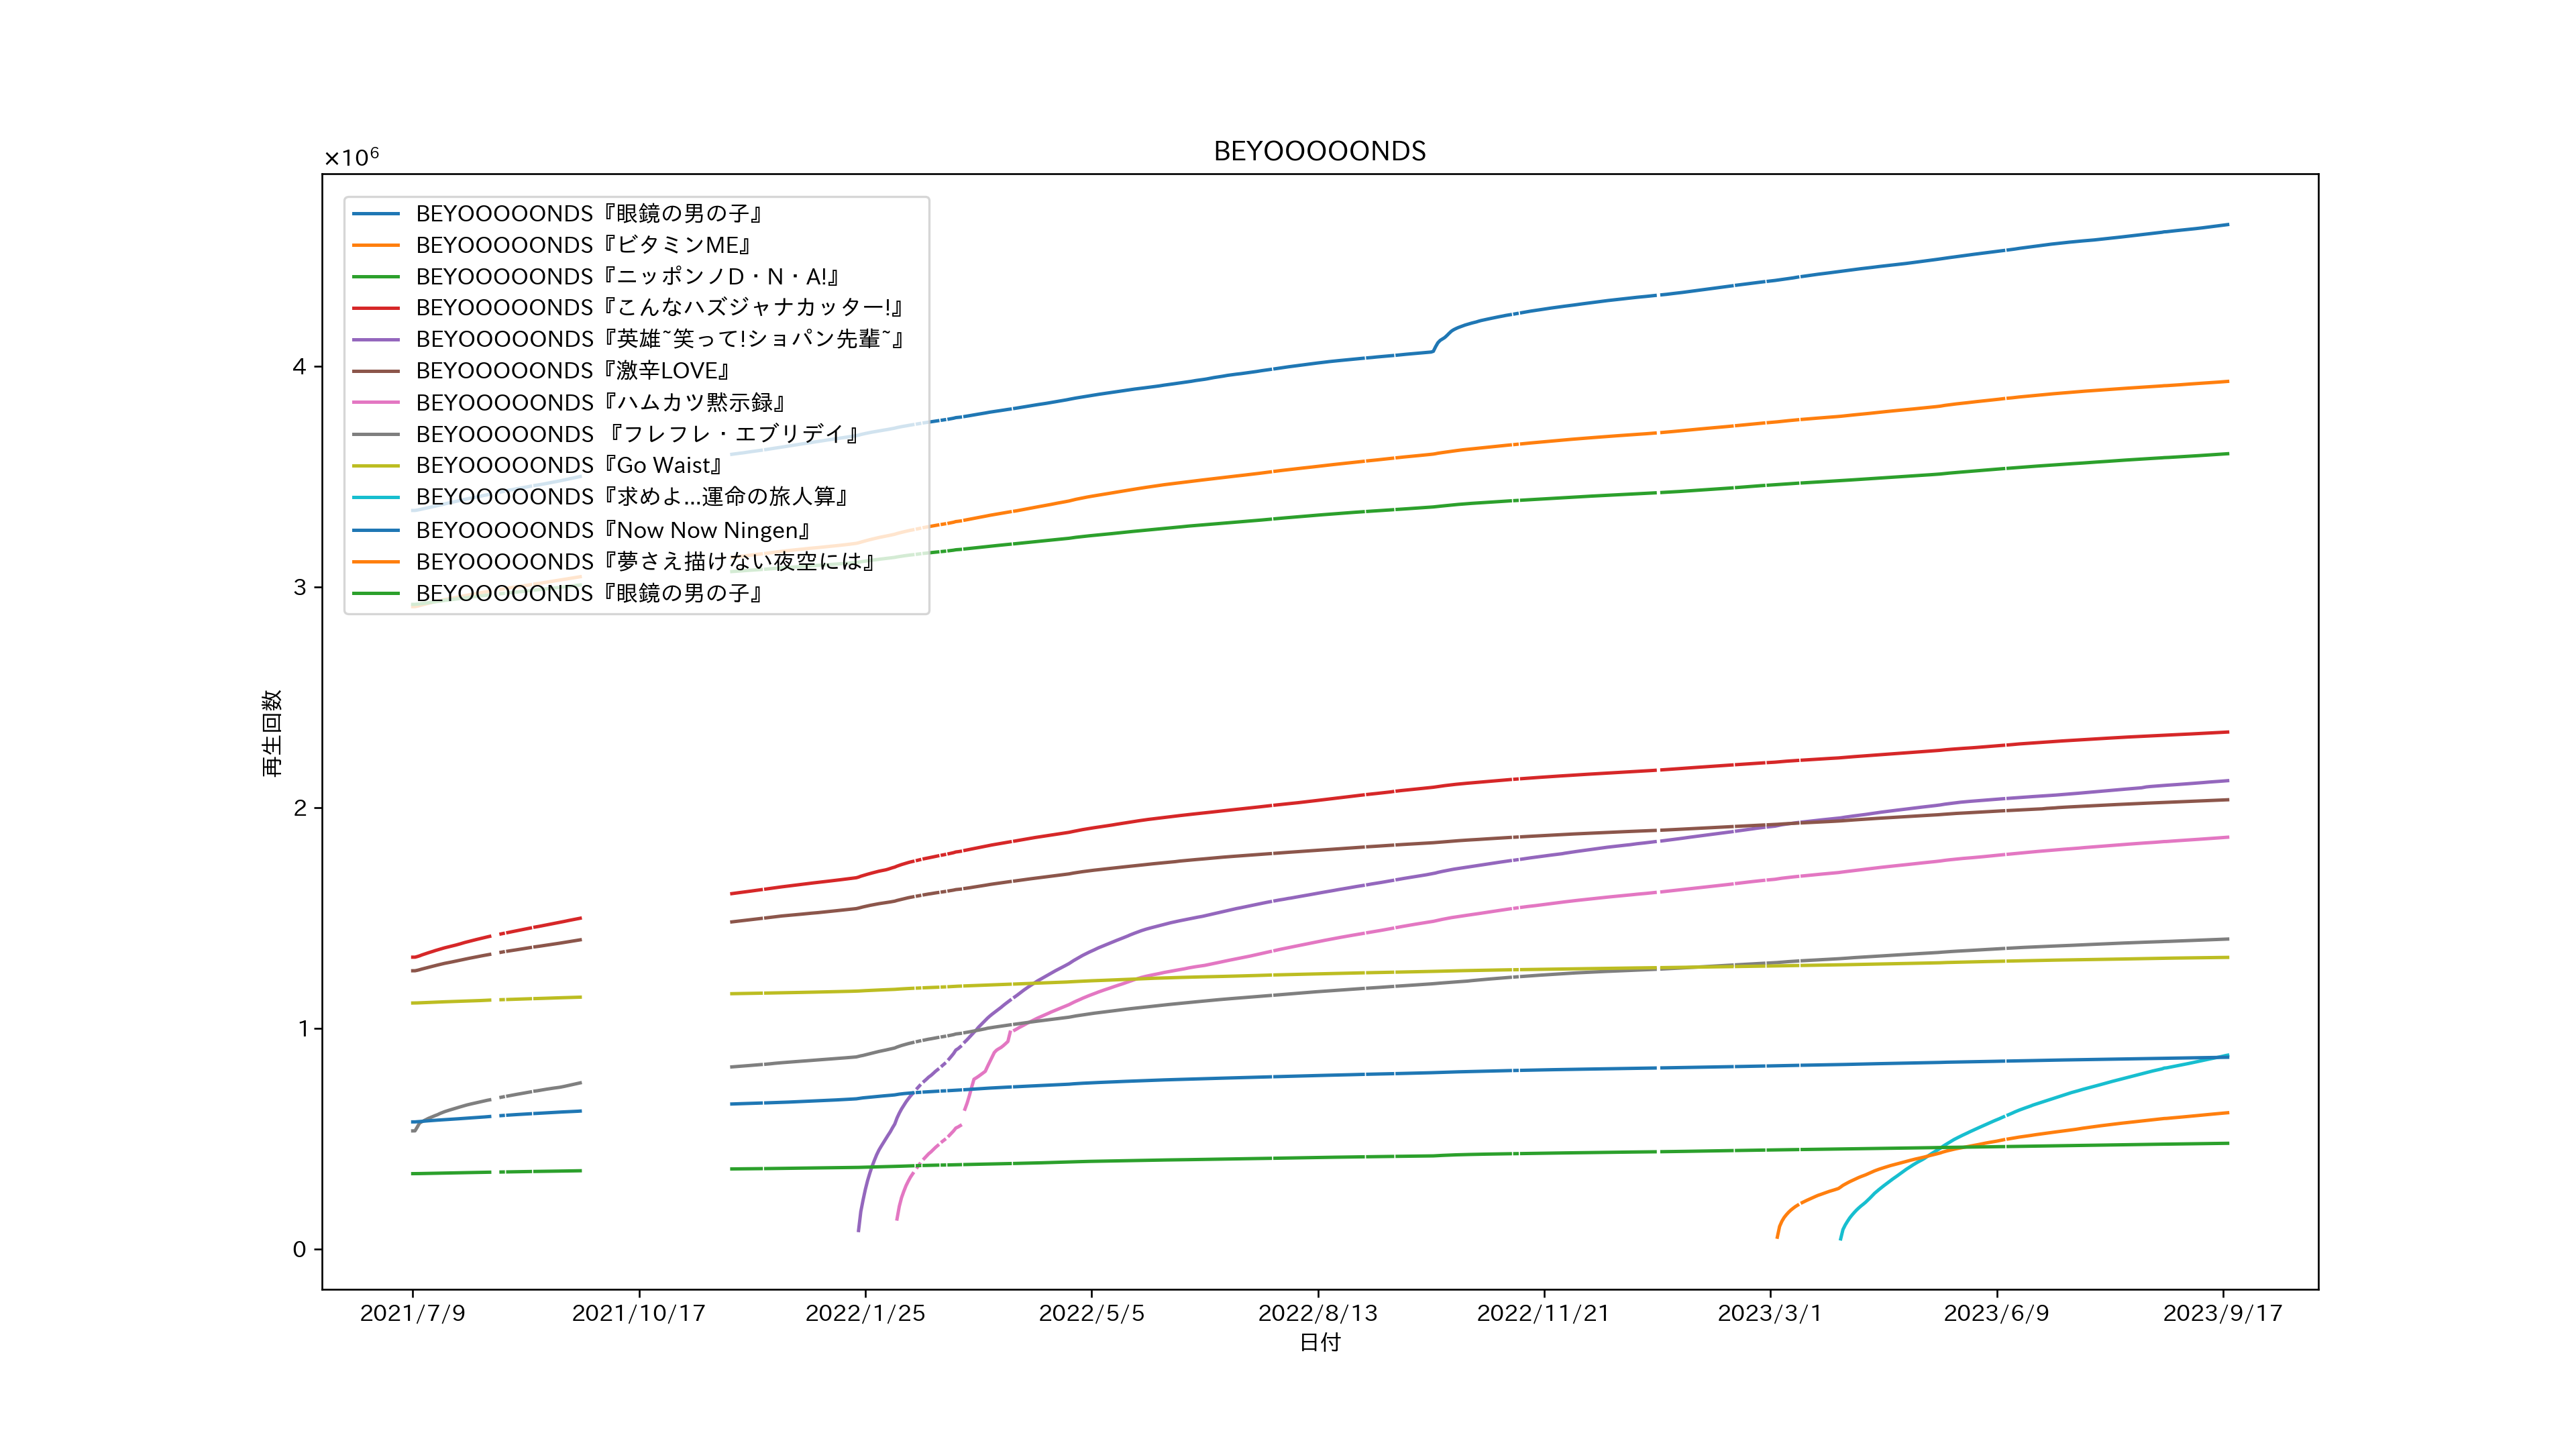 BEYOOOOONDS
×10⁶
BEYOOOOONDS『眼鏡の男の子』
BEYOOOOONDS『ビタミンME』
BEYOOOOONDS『ニッポンノD・N・A!』
BEYOOOOONDS『こんなハズジャナカッター!』
BEYOOOOONDS『英雄~笑って!ショパン先輩~』
BEYOOOOONDS『激辛LOVE』
BEYOOOOONDS『ハムカツ黙示録』
BEYOOOOONDS 『フレフレ・エブリデイ』
BEYOOOOONDS『Go Waist』
BEYOOOOONDS『求めよ...運命の旅人算』
BEYOOOOONDS『Now Now Ningen』
BEYOOOOONDS『夢さえ描けない夜空には』
BEYOOOOONDS『眼鏡の男の子』
4
3
2
1
0
再生回数
2021/7/9 2021/10/17 2022/1/25 2022/5/5 2022/8/13 2022/11/21 2023/3/1 2023/6/9 2023/9/17
日付